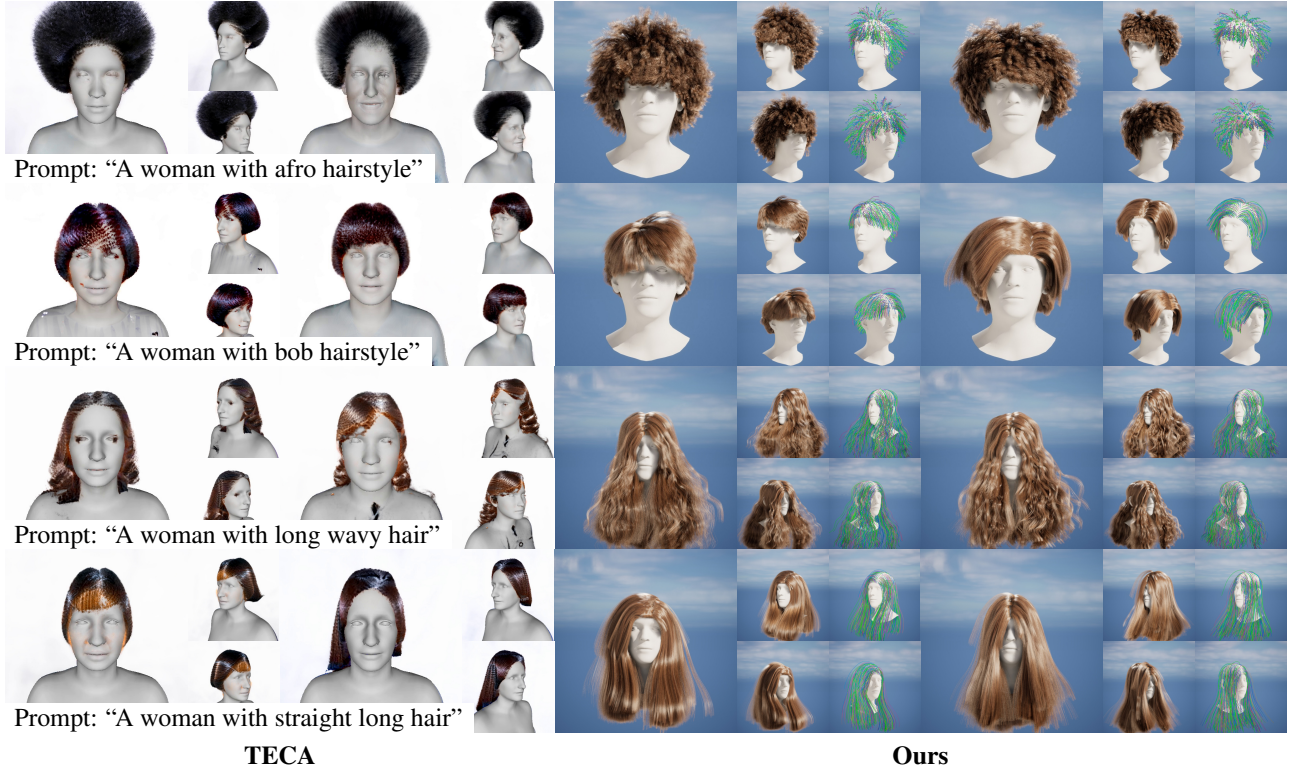 Prompt: “A woman with afro hairstyle”
Prompt: “A woman with bob hairstyle”
Prompt: “A woman with long wavy hair”
Prompt: “A woman with straight long hair”
TECA
Ours